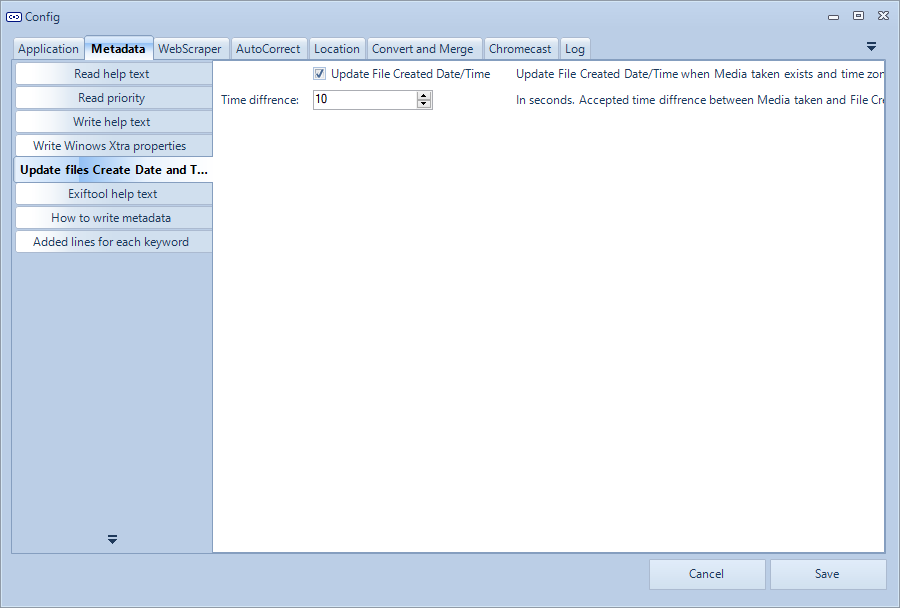 Config
Application Metadata WebScraper AutoCorrect Location Convert and Merge Chromecast Log
Read help text
Read priority
Write help text
Write Winows Xtra properties
Update files Create Date and T...
Exiftool help text
How to write metadata
Added lines for each keyword
Update File Created Date/Time Update File Created Date/Time when Media taken exists and time zor
Time diffrence: 10 In seconds. Accepted time diffrence between Media taken and File Cre
Cancel Save